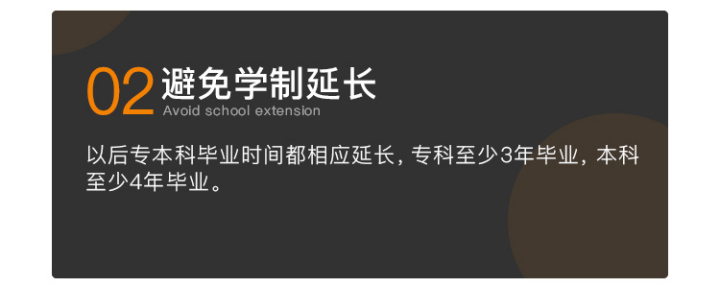 02 避免学制延长
Avoid school extension
以后专本科毕业时间都相应延长, 专科至少3年毕业, 本科
至少4年毕业。